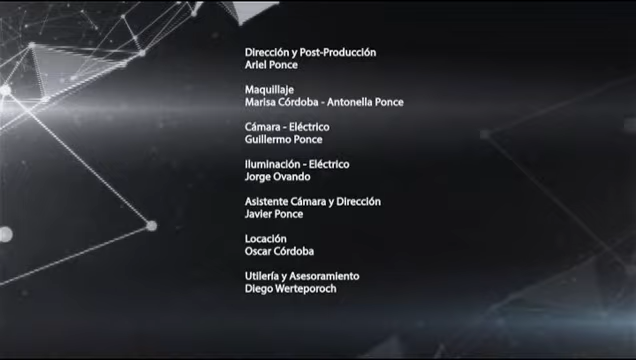 Dirección y Post-Producción
Ariel Ponce
Maquillaje
Marisa Córdoba - Antonella Ponce
Cámara - Eléctrico
Guillermo Ponce
Iluminación - Eléctrico
Jorge Ovando
Asistente Cámara y Dirección
Javier Ponce
Locación
Oscar Córdoba
Utilería y Asesoramiento
Diego Werteporoch